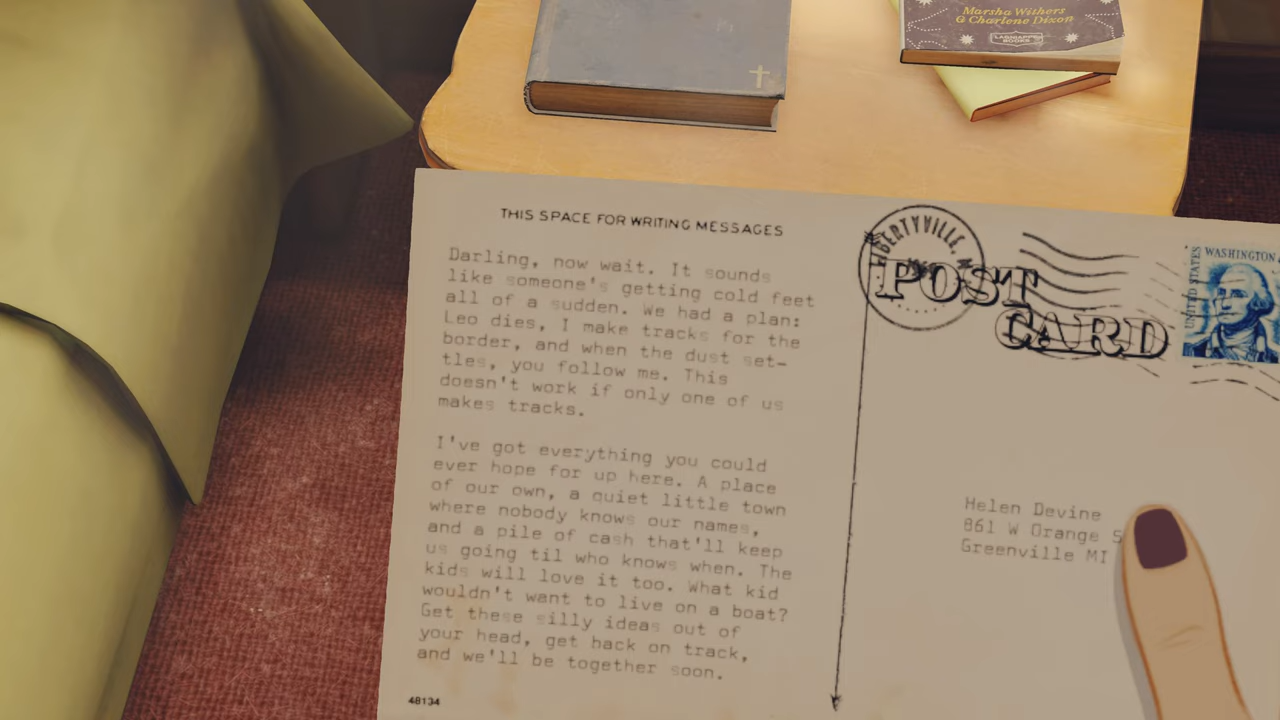 Marsha Withers
& Charlene Dixon
LAGNIAPPE
BOOKS
THIS SPACE FOR WRITING MESSAGES
Darling, now wait. It sounds
like someone's getting cold feet
all of a sudden. We had a plan:
Leo dies, I make tracks for the
border, and when the dust set-
tles, you follow me. This
doesn't work if only one of us
makes tracks.
I've got everything you could
ever hope for up here. A place
of our own, a quiet little town
where nobody knows our names,
and a pile of cash that'll keep
us going til who knows when. The
kids will love it too. What kid
wouldn't want to live on a boat?
Get these silly ideas out of
your head, get back on track,
and we'll be together soon.
48134
LIBERTYVILLE,
POST
CARD
UNITED STATES
WASHINGTON
Helen Devine
861 W Orange S
Greenville MI